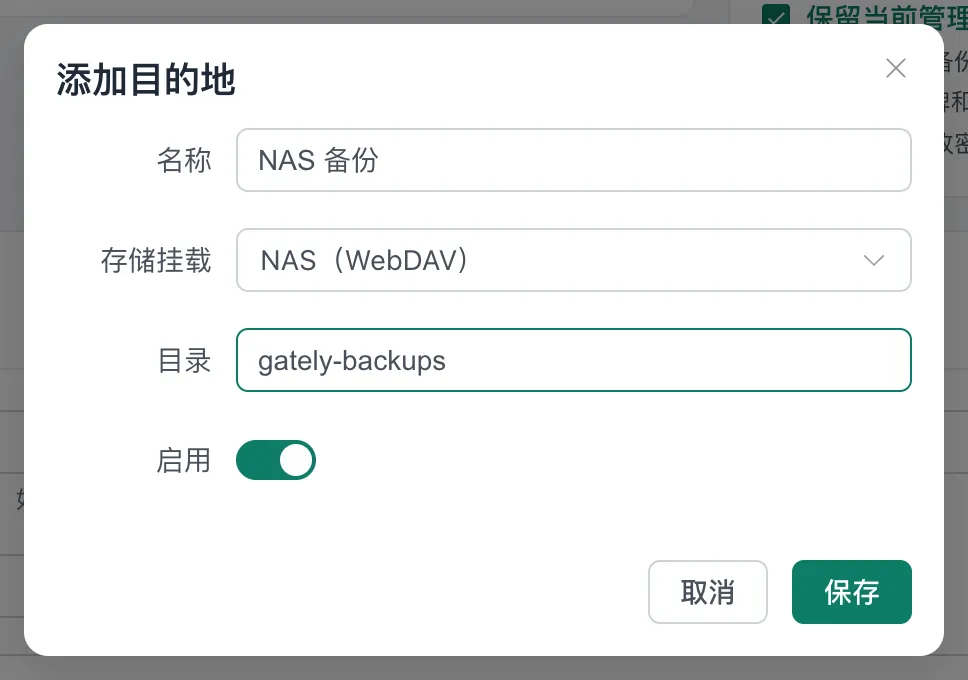 保留当前管理
添加目的地
名称
NAS 备份
存储挂载
NAS（WebDAV）
目录
gately-backups
启用
取消
保存